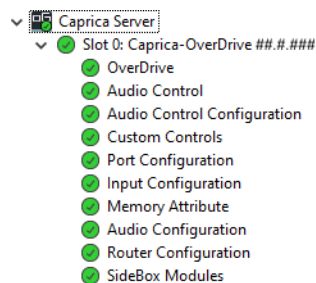 Caprica Server
Slot 0: Caprica-OverDrive ##.#.###
OverDrive
Audio Control
Audio Control Configuration
Custom Controls
Port Configuration
Input Configuration
Memory Attribute
Audio Configuration
Router Configuration
SideBox Modules